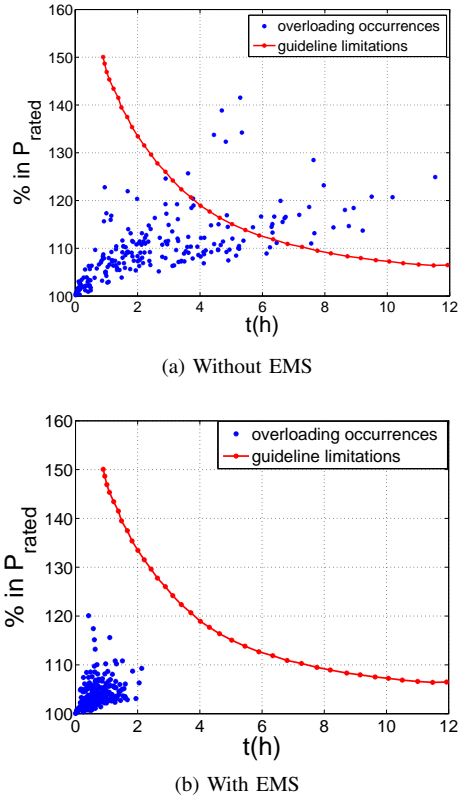 160
150
140
130
120
110
100
% in P_rated
0 2 4 6 8 10 12
t(h)
overloading occurrences
guideline limitations
(a) Without EMS
160
150
140
130
120
110
100
% in P_rated
0 2 4 6 8 10 12
t(h)
overloading occurrences
guideline limitations
(b) With EMS